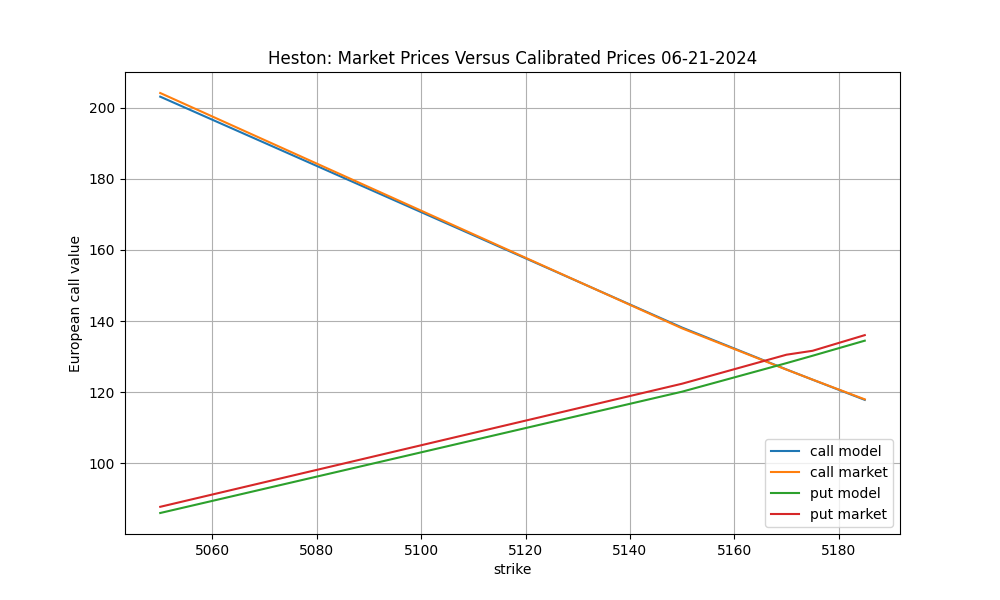 Heston: Market Prices Versus Calibrated Prices 06-21-2024
European call value
200
180
160
140
120
100
5060 5080 5100 5120 5140 5160 5180
strike
call model
call market
put model
put market